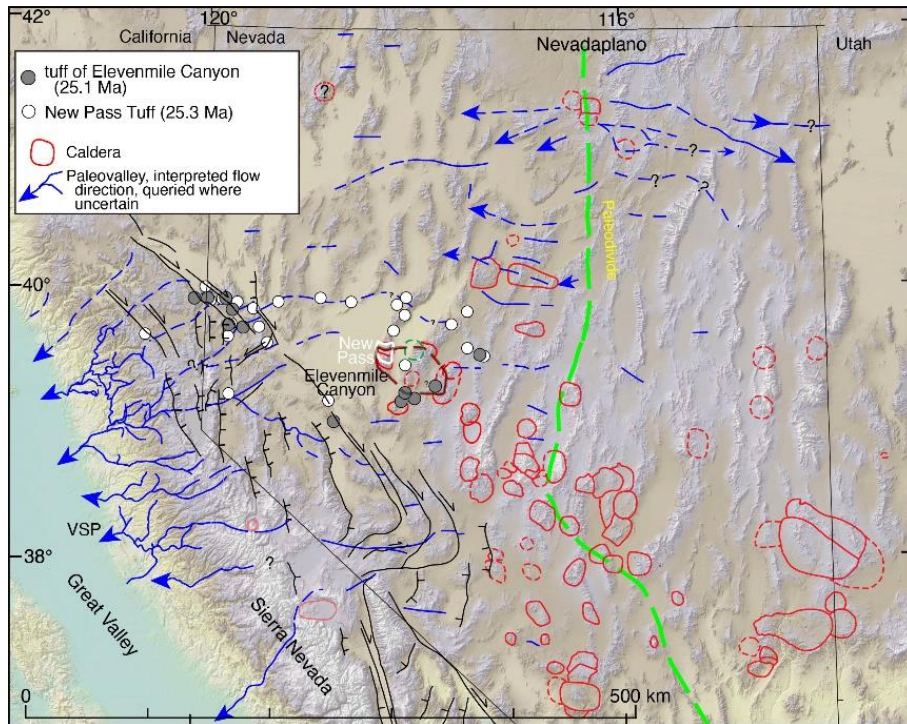 42°
120°
116°
California
Nevada
Nevadaplano
Utah
tuff of Elevenmile Canyon
(25.1 Ma)
New Pass Tuff (25.3 Ma)
Caldera
Paleovalley, interpreted flow
direction, queried where
uncertain
?
?
?
?
?
?
Paleodivide
40°
New
Pass
Elevenmile
Canyon
VSP
38°
?
Great Valley
Sierra Nevada
0
500 km